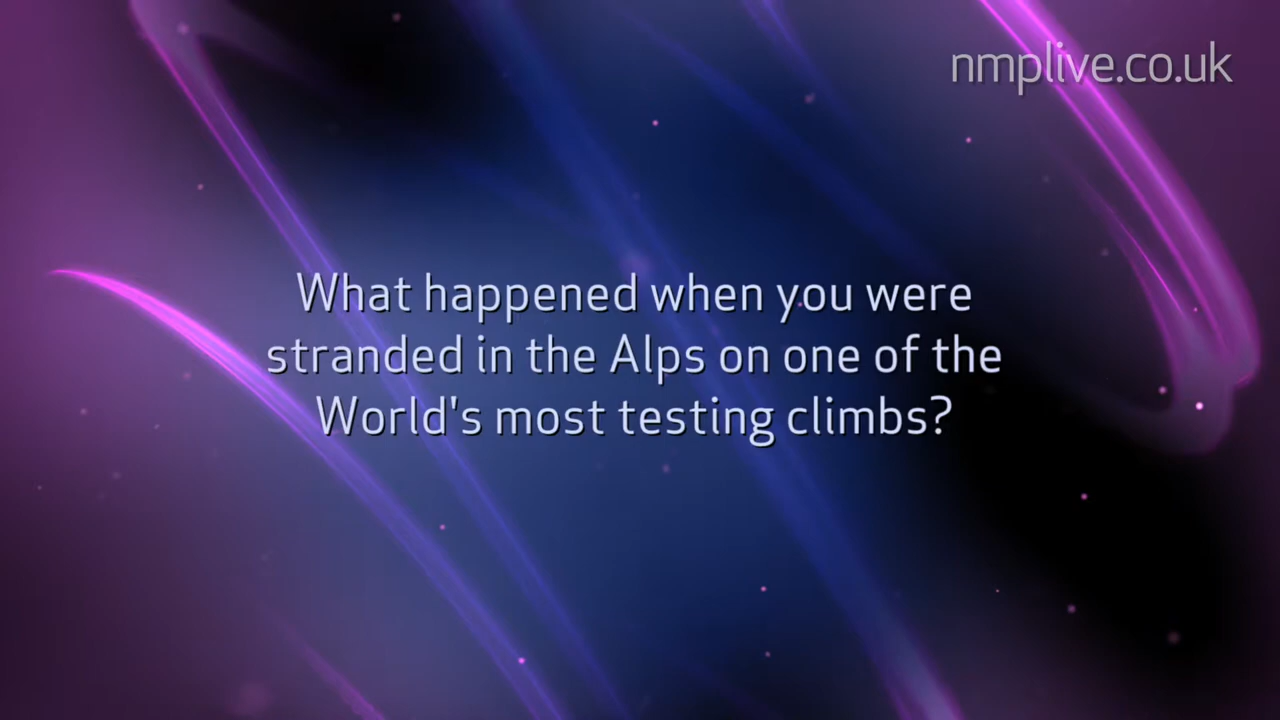 nmplive.co.uk
What happened when you were
stranded in the Alps on one of the
World's most testing climbs?